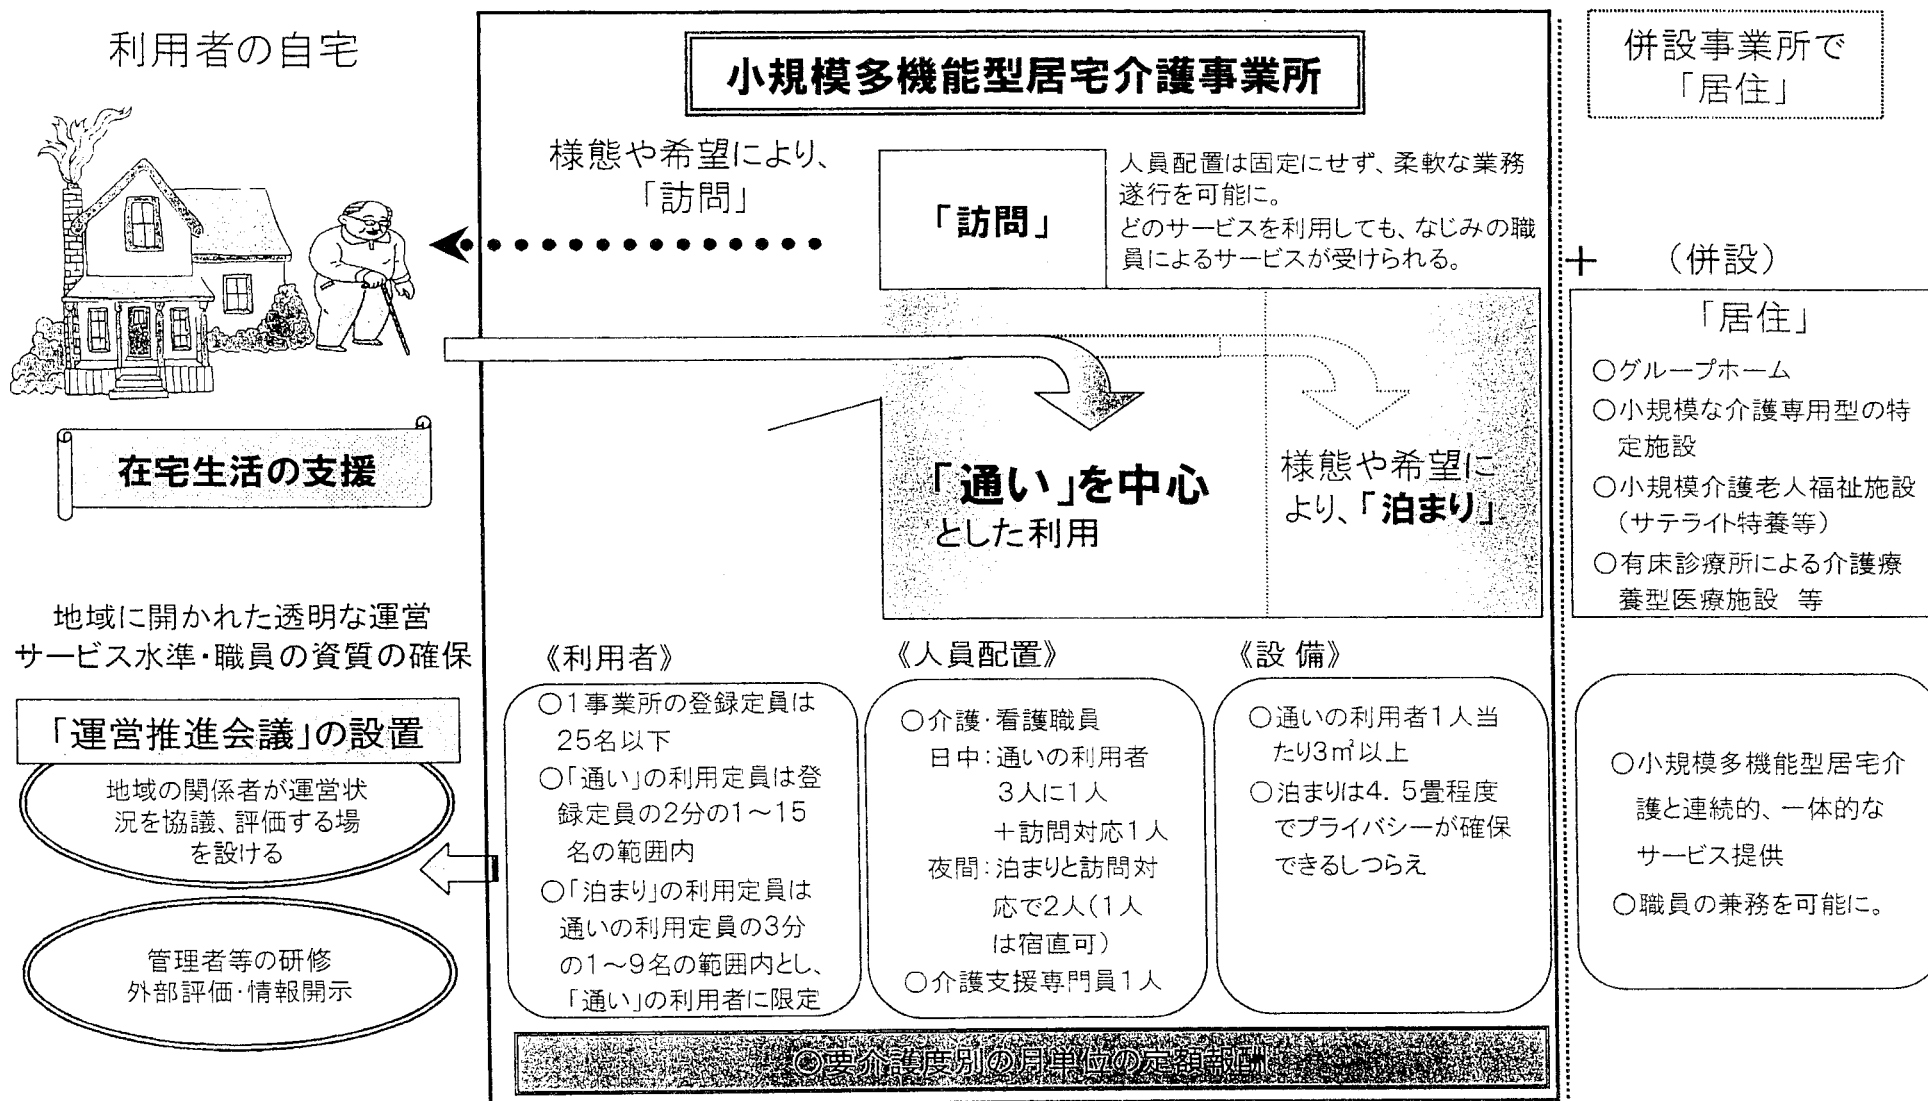 利用者の自宅
小規模多機能型居宅介護事業所
併設事業所で
「居住」
様態や希望により、
「訪問」
「訪問」
人員配置は固定にせず、柔軟な業務
遂行を可能に。
どのサービスを利用しても、なじみの職
員によるサービスが受けられる。
+
(併設)
「居住」
○グループホーム
○小規模な介護専用型の特
定施設
○小規模介護老人福祉施設
(サテライト特養等)
○有床診療所による介護療
養型医療施設 等
在宅生活の支援
「通い」を中心
とした利用
様態や希望に
より、「泊まり」
地域に開かれた透明な運営
サービス水準・職員の資質の確保
「運営推進会議」の設置
地域の関係者が運営状
況を協議、評価する場
を設ける
管理者等の研修
外部評価・情報開示
《利用者》
○1事業所の登録定員は
25名以下
○「通い」の利用定員は登
録定員の2分の1~15
名の範囲内
○「泊まり」の利用定員は
通いの利用定員の3分
の1~9名の範囲内とし、
「通い」の利用者に限定
《人員配置》
○介護・看護職員
日中:通いの利用者
3人に1人
+訪問対応1人
夜間:泊まりと訪問対
応で2人(1人
は宿直可)
○介護支援専門員1人
《設 備》
○通いの利用者1人当
たり3㎡以上
○泊まりは4.5畳程度
でプライバシーが確保
できるしつらえ
○小規模多機能型居宅介
護と連続的、一体的な
サービス提供
○職員の兼務を可能に。
◎要介護度別の月単位の定額報酬